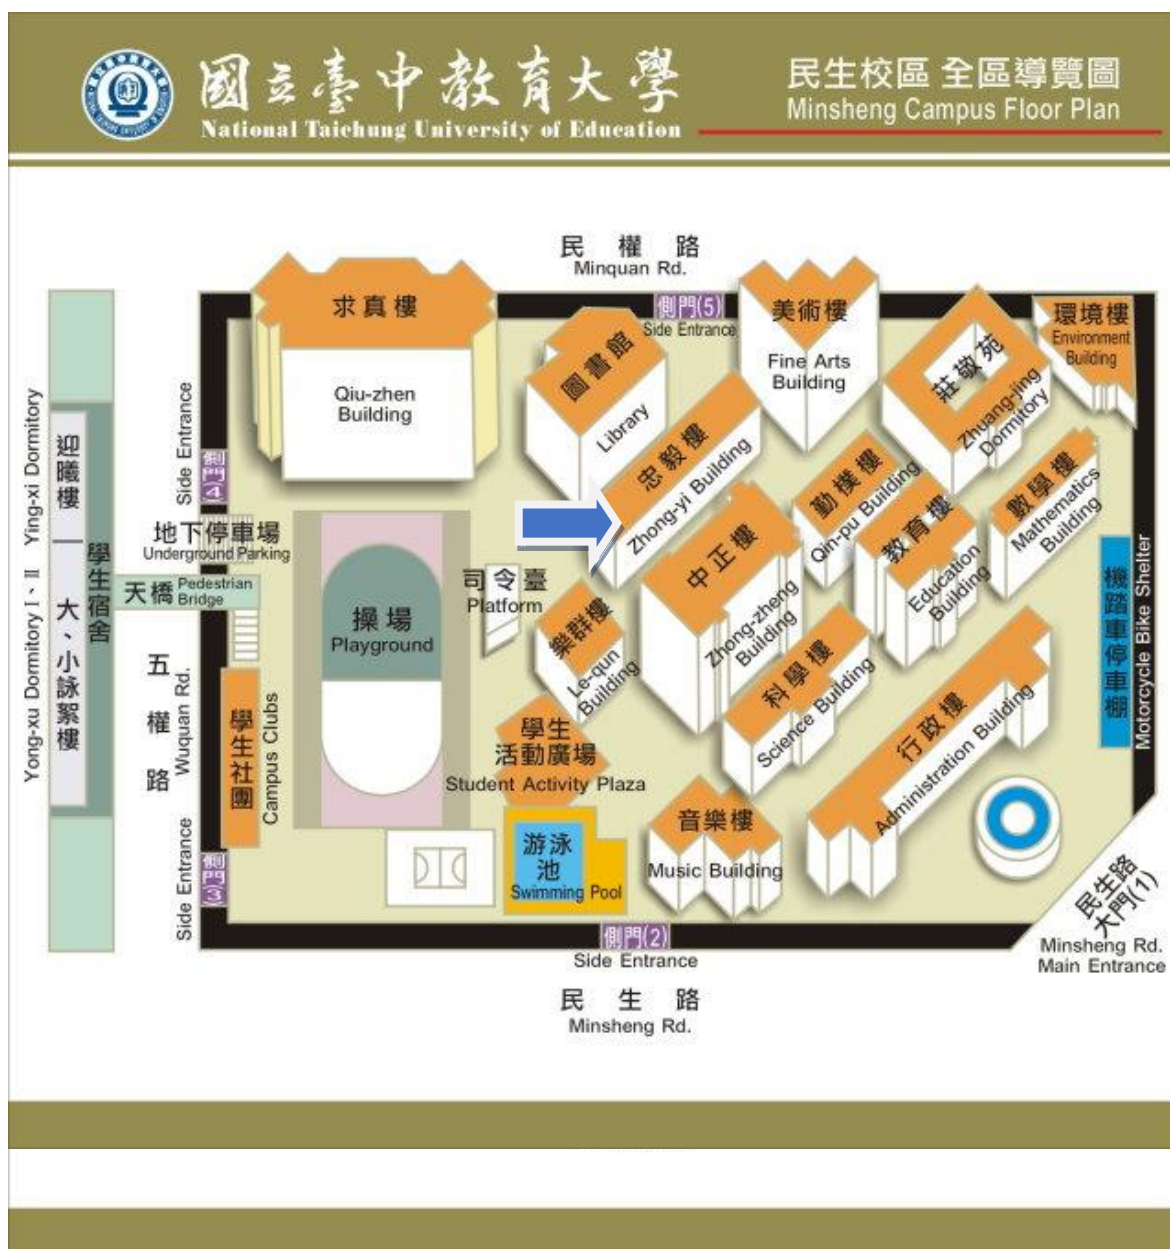 國立臺中教育大學
National Taichung University of Education
民生校區 全區導覽圖
Minsheng Campus Floor Plan
民權路
Minquan Rd.
側門(5)
Side Entrance
求真樓
Qiu-zhen
Building
圖書館
Library
美術樓
Fine Arts
Building
莊敬苑
Zhuang-jing
Dormitory
環境樓
Environment
Building
忠毅樓
Zhong-yi Building
勤樸樓
Qin-pu Building
教育樓
Education
Building
數學樓
Mathematics
Building
中正樓
Zhong-zheng
Building
科學樓
Science Building
行政樓
Administration Building
樂群樓
Le-qun
Building
機踏車停車棚
Motorcycle Bike Shelter
Side Entrance
側門(4)
地下停車場
Underground Parking
天橋
Pedestrian
Bridge
司令臺
Platform
操場
Playground
迎曦樓
Ying-xi Dormitory
大、小詠絮樓
Yong-xu Dormitory I、II
學生宿舍
五權路
Wuquan Rd.
學生社團
Campus Clubs
學生
活動廣場
Student Activity Plaza
游泳
池
Swimming Pool
音樂樓
Music Building
Side Entrance
側門(3)
側門(2)
Side Entrance
民生路
大門(1)
Minsheng Rd.
Main Entrance
民生路
Minsheng Rd.